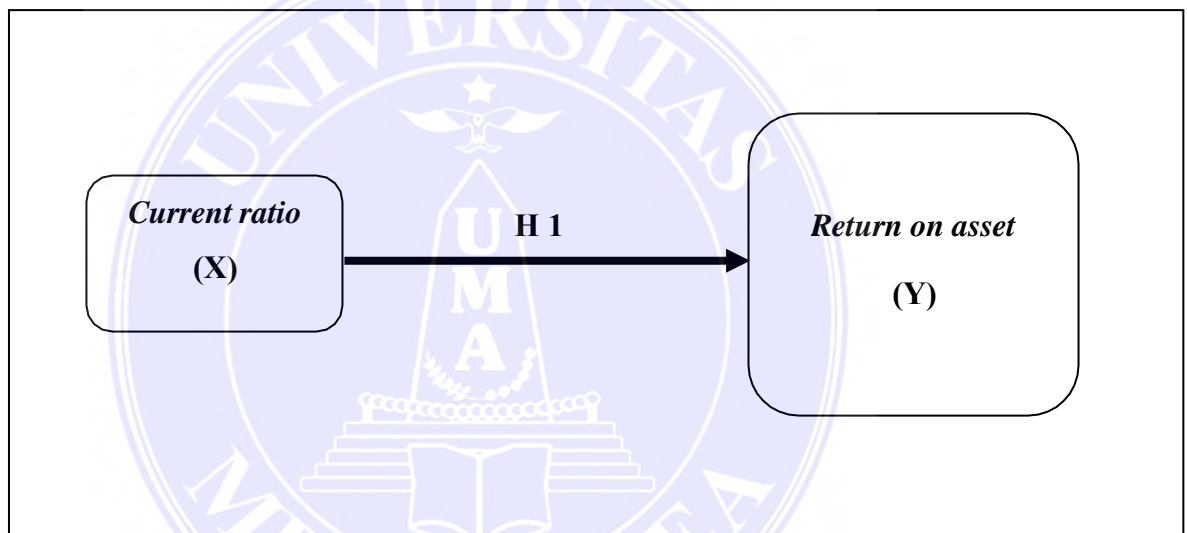 UNIVERSITAS
Current ratio
(X)
H 1
Return on asset
(Y)
U
M
A